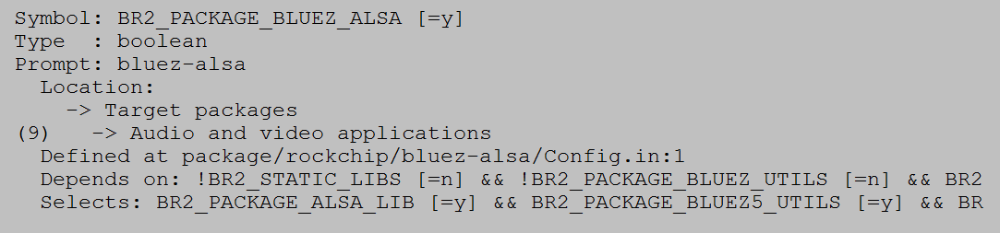 Symbol: BR2_PACKAGE_BLUEZ_ALSA [=y]
Type  : boolean
Prompt: bluez-alsa
  Location:
    -> Target packages
(9)   -> Audio and video applications
  Defined at package/rockchip/bluez-alsa/Config.in:1
  Depends on: !BR2_STATIC_LIBS [=n] && !BR2_PACKAGE_BLUEZ_UTILS [=n] && BR2
  Selects: BR2_PACKAGE_ALSA_LIB [=y] && BR2_PACKAGE_BLUEZ5_UTILS [=y] && BR